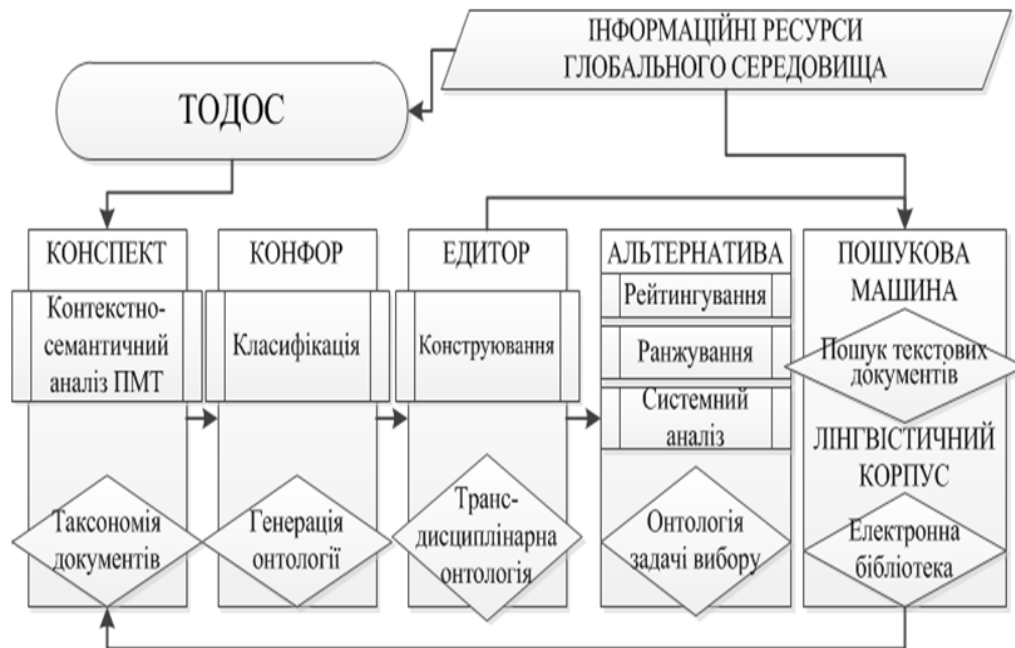 ІНФОРМАЦІЙНІ РЕСУРСИ
ГЛОБАЛЬНОГО СЕРЕДОВИЩА
ТОДОС
КОНСПЕКТ
Контекстно-
семантичний
аналіз ПМТ
Таксономія
документів
КОНФОР
Класифікація
Генерація
онтології
ЕДИТОР
Конструювання
Транс-
дисциплінарна
онтологія
АЛЬТЕРНАТИВА
Рейтингування
Ранжування
Системний
аналіз
Онтологія
задачі вибору
ПОШУКОВА
МАШИНА
Пошук текстових
документів
ЛІНГВІСТИЧНИЙ
КОРПУС
Електронна
бібліотека